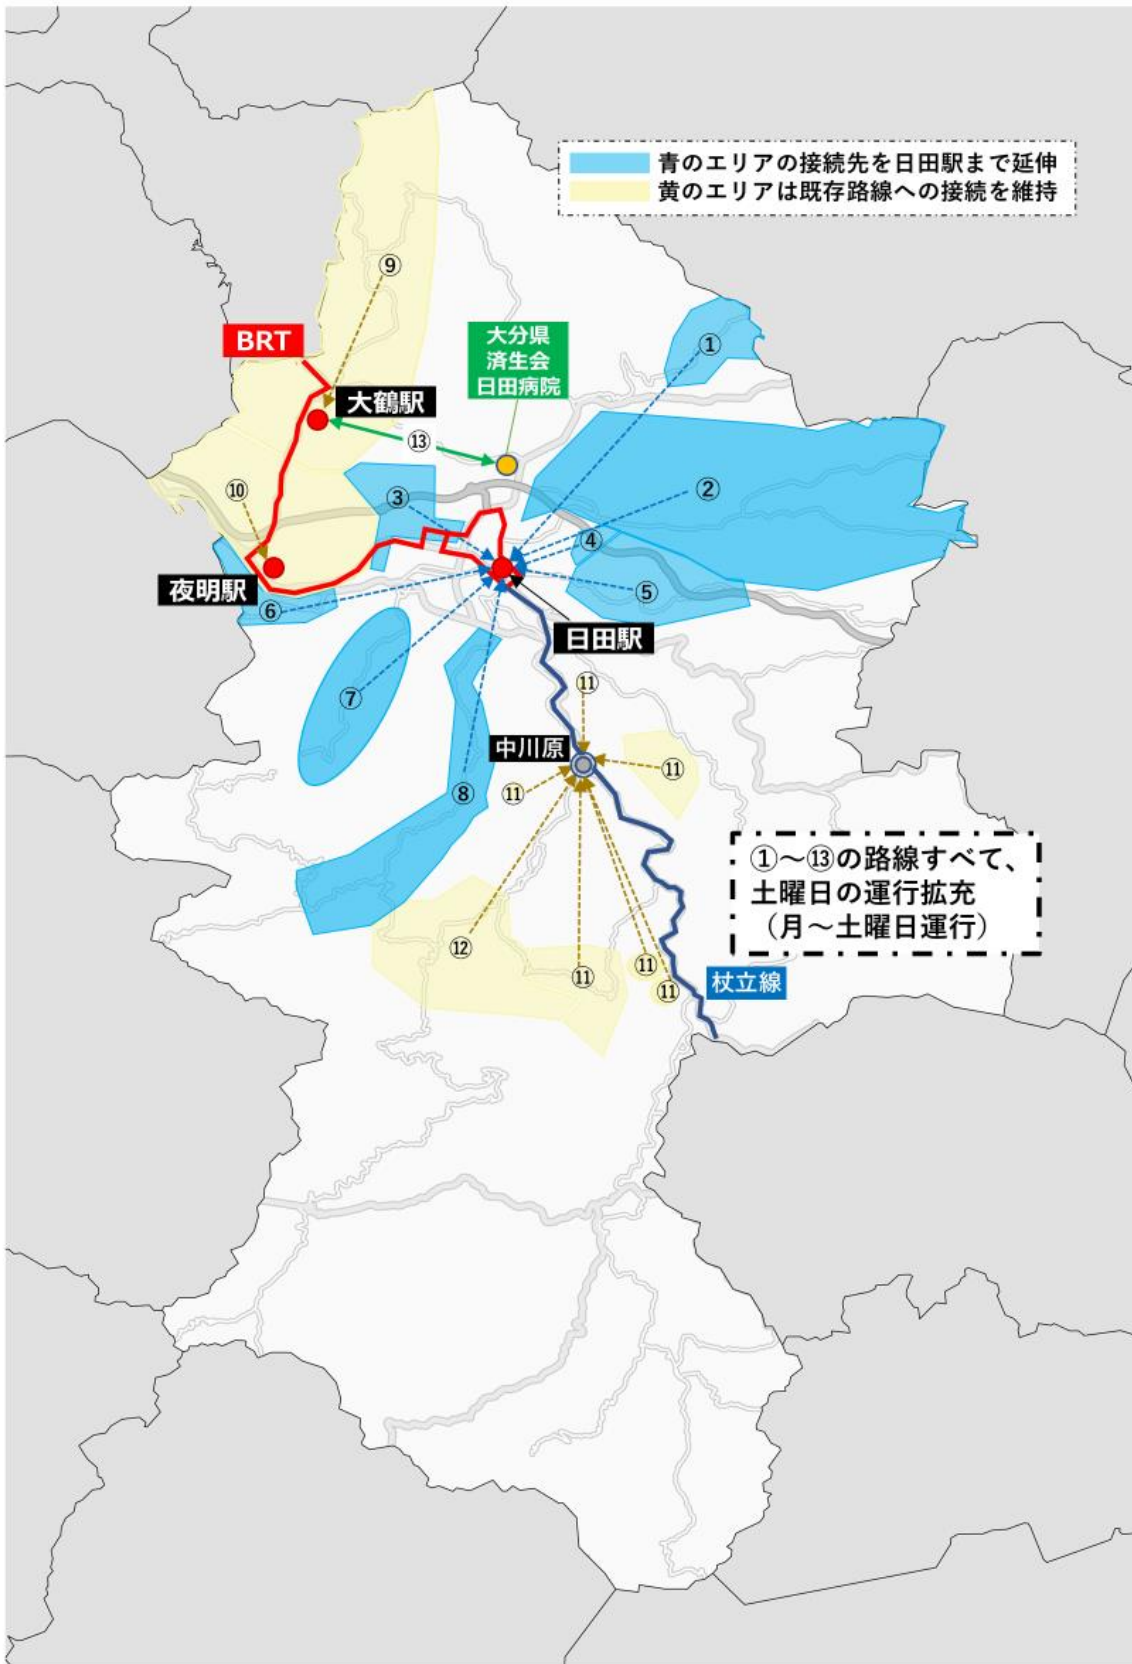 青のエリアの接続先を日田駅まで延伸
黄のエリアは既存路線への接続を維持
⑨
BRT
大分県
済生会
日田病院
①
大鶴駅
⑬
⑩
③
②
④
夜明駅
⑥
⑤
日田駅
⑦
⑪
中川原
⑪
⑧
⑪
①～⑬の路線すべて、
土曜日の運行拡充
（月～土曜日運行）
⑫
⑪
⑪
⑪
杖立線